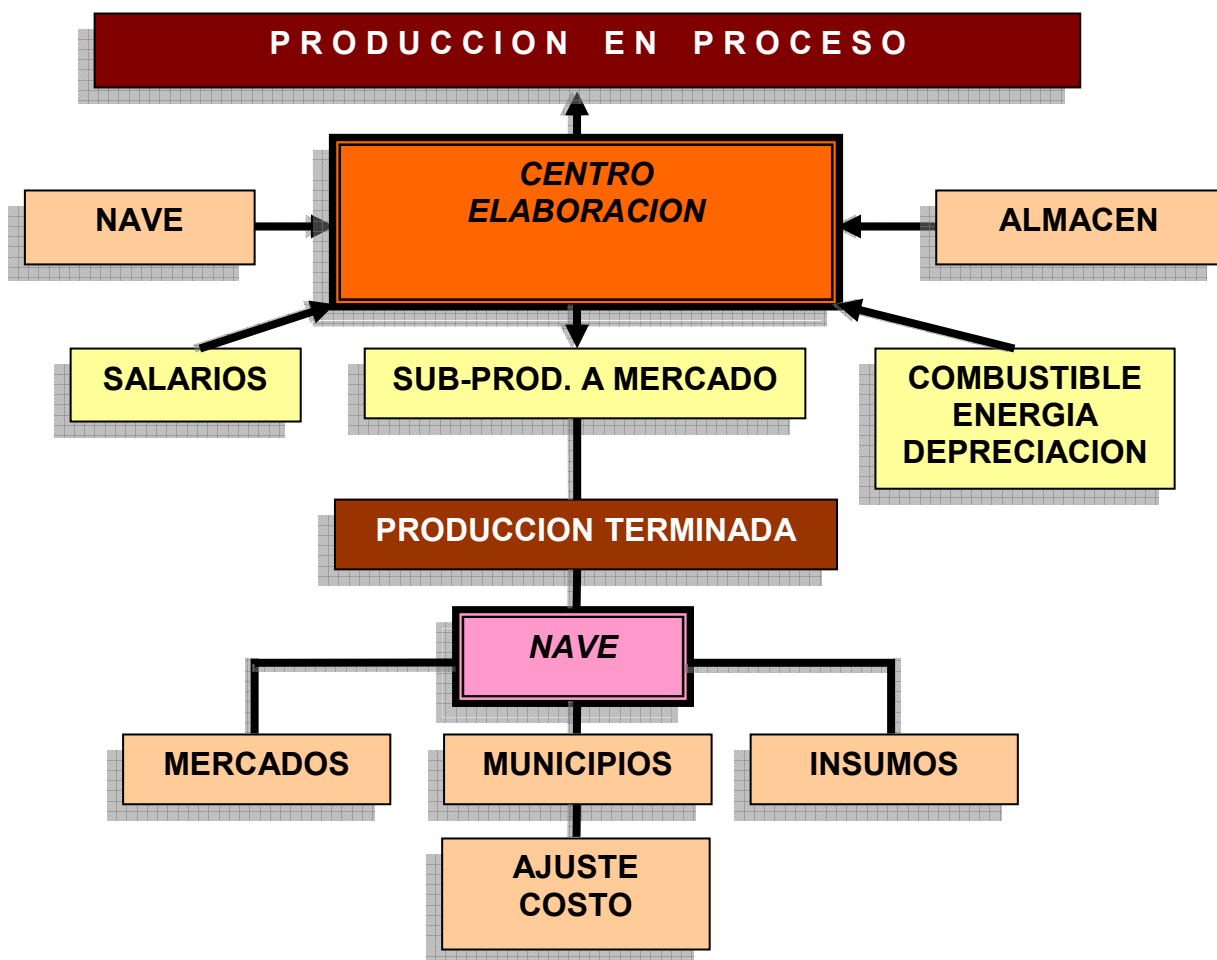 PRODUCCION EN PROCESO
CENTRO
ELABORACION
NAVE
ALMACEN
SALARIOS
SUB-PROD. A MERCADO
COMBUSTIBLE
ENERGIA
DEPRECIACION
PRODUCCION TERMINADA
NAVE
MERCADOS
MUNICIPIOS
INSUMOS
AJUSTE
COSTO